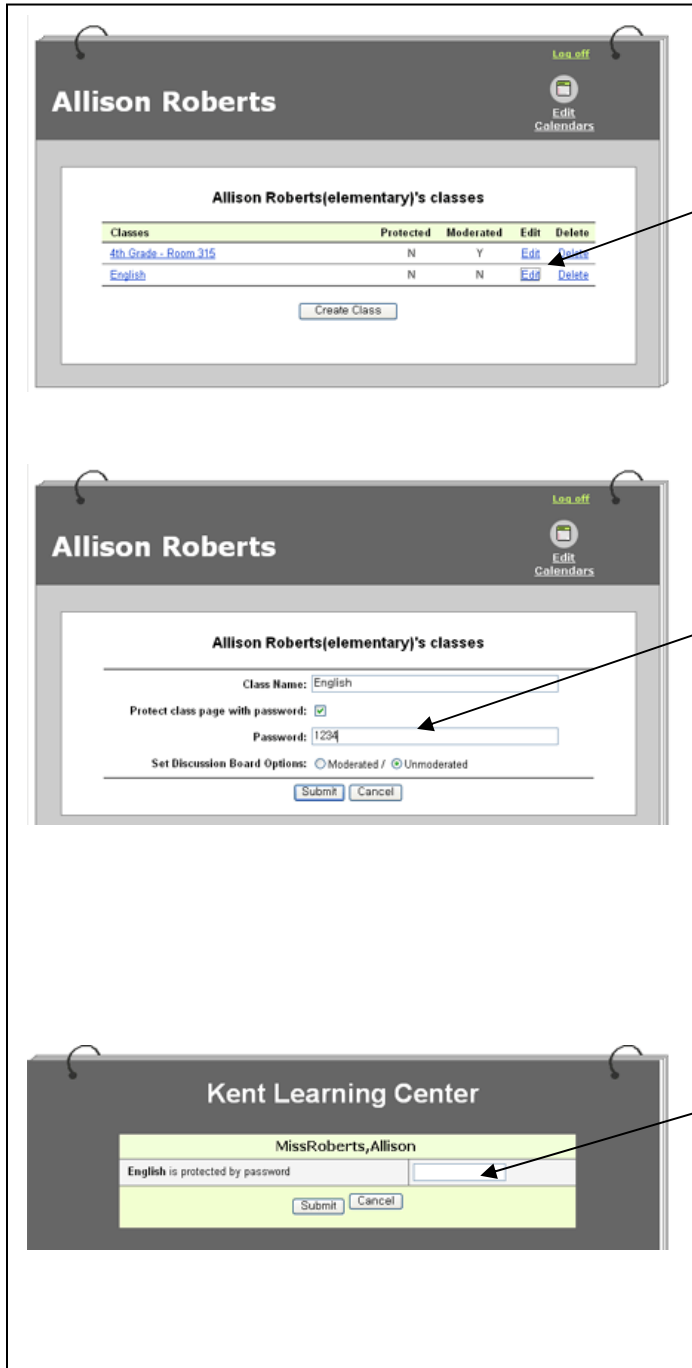 Log off
Allison Roberts
Edit
Calendars
Allison Roberts(elementary)'s classes
Classes Protected Moderated Edit Delete
4th Grade - Room 315 N Y Edit Delete
English N N Edit Delete
Create Class
Log off
Allison Roberts
Edit
Calendars
Allison Roberts(elementary)'s classes
Class Name: English
Protect class page with password:
Password: 1234
Set Discussion Board Options: Moderated / Unmoderated
Submit Cancel
Kent Learning Center
MissRoberts,Allison
English is protected by password
Submit Cancel